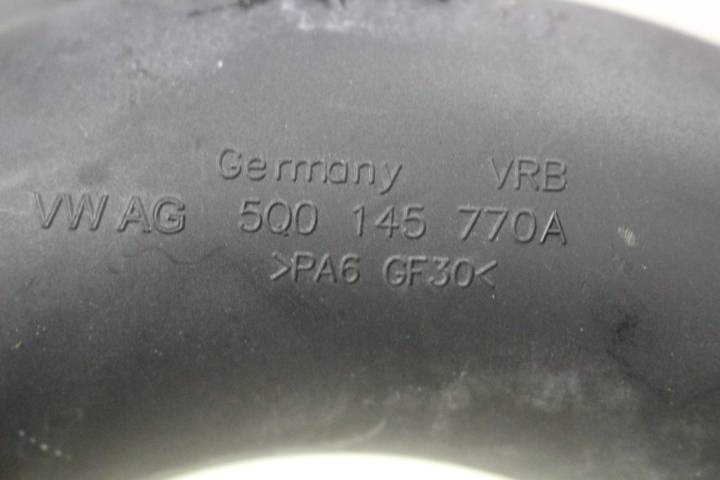 Germany VRB
VW AG 5Q0 145 770A
>PA6 GF30<